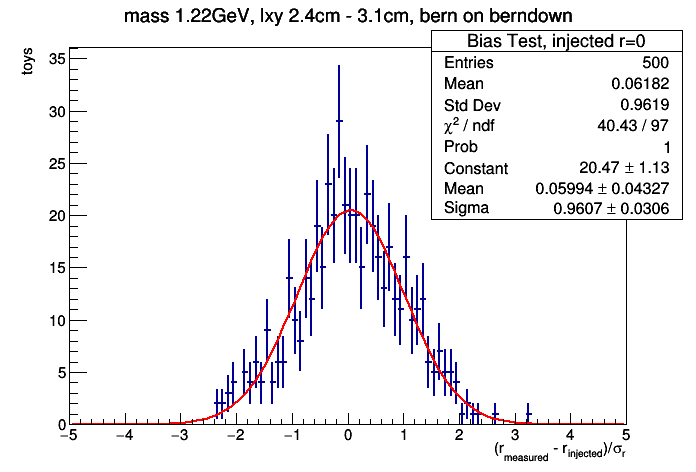 mass 1.22GeV, lxy 2.4cm - 3.1cm, bern on berndown
Bias Test, injected r=0
Entries 500
Mean 0.06182
Std Dev 0.9619
χ² / ndf 40.43 / 97
Prob 1
Constant 20.47 ± 1.13
Mean 0.05994 ± 0.04327
Sigma 0.9607 ± 0.0306
toys
35
30
25
20
15
10
5
0
−5 −4 −3 −2 −1 0 1 2 3 4 5
(r_measured - r_injected)/σ_r